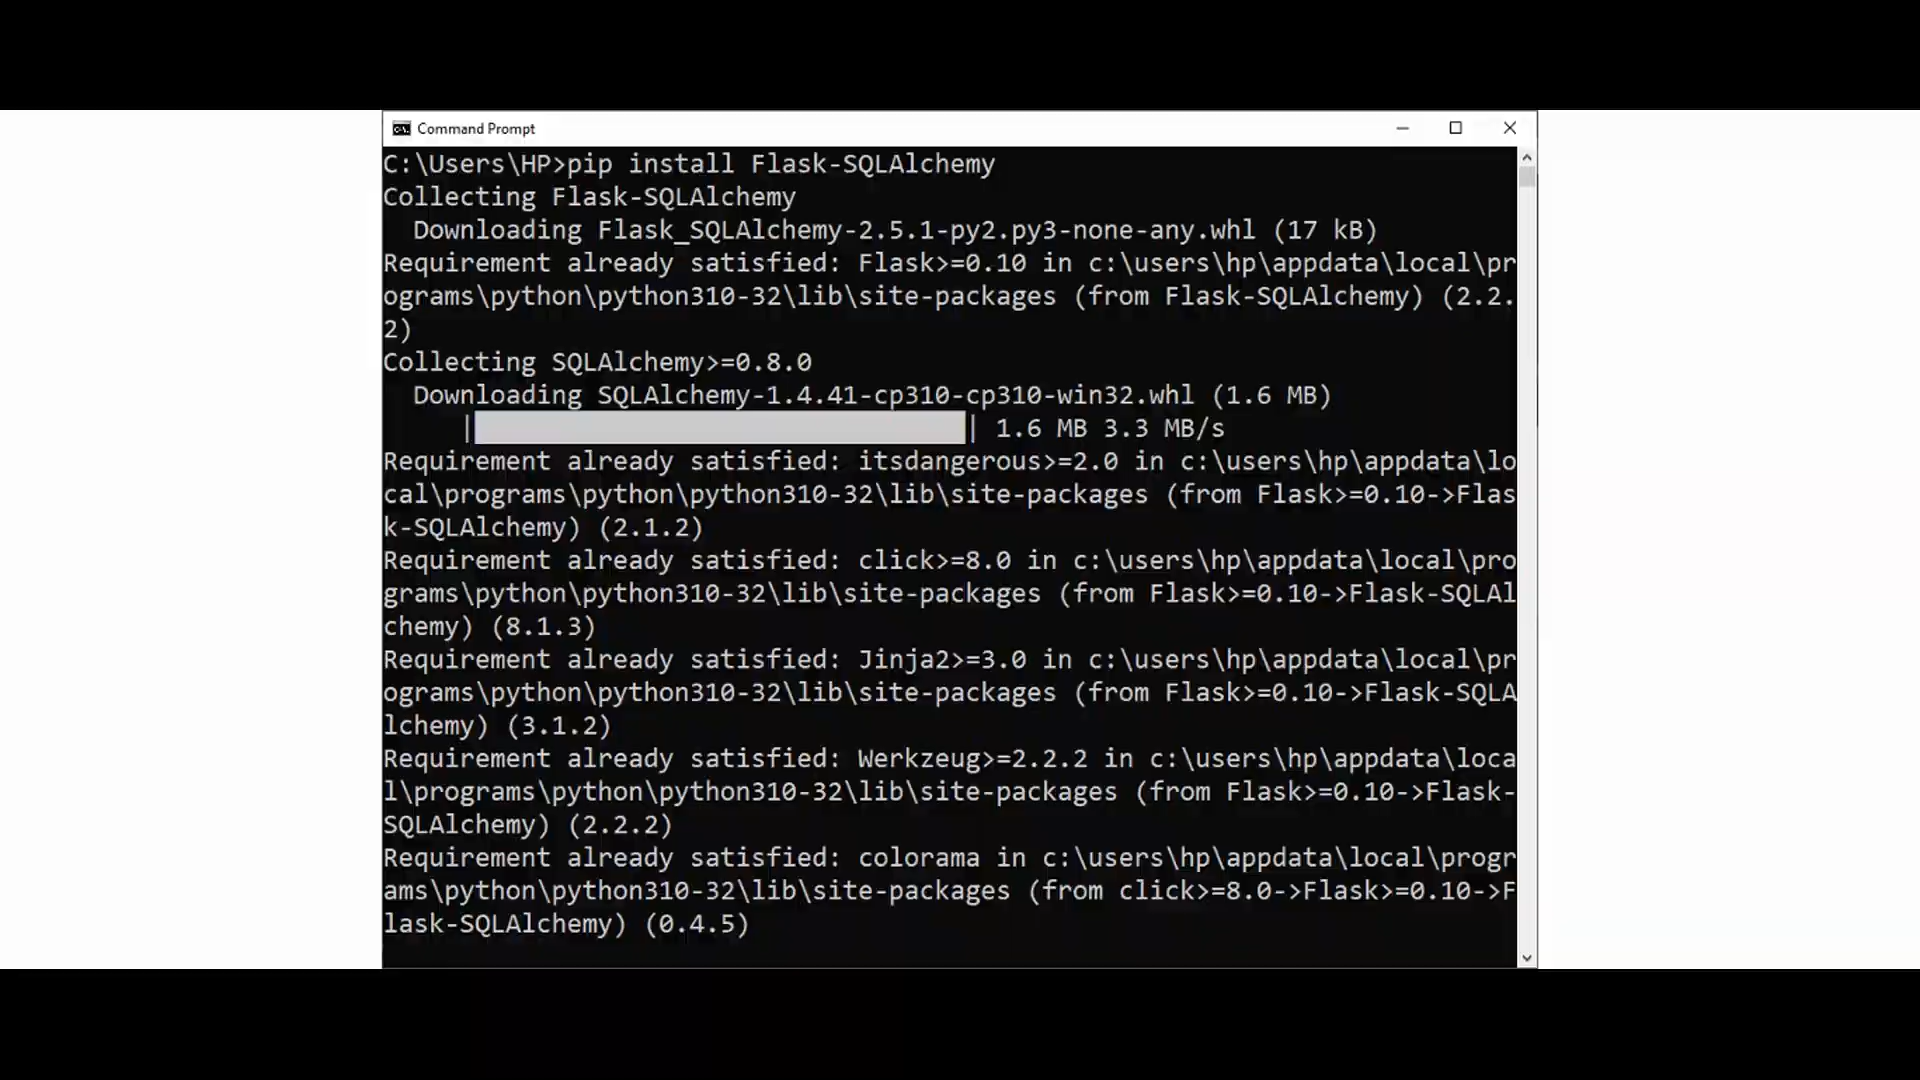 Command Prompt
C:\Users\HP>pip install Flask-SQLAlchemy
Collecting Flask-SQLAlchemy
  Downloading Flask_SQLAlchemy-2.5.1-py2.py3-none-any.whl (17 kB)
Requirement already satisfied: Flask>=0.10 in c:\users\hp\appdata\local\pr
ograms\python\python310-32\lib\site-packages (from Flask-SQLAlchemy) (2.2.
2)
Collecting SQLAlchemy>=0.8.0
  Downloading SQLAlchemy-1.4.41-cp310-cp310-win32.whl (1.6 MB)
| | 1.6 MB 3.3 MB/s
Requirement already satisfied: itsdangerous>=2.0 in c:\users\hp\appdata\lo
cal\programs\python\python310-32\lib\site-packages (from Flask>=0.10->Flas
k-SQLAlchemy) (2.1.2)
Requirement already satisfied: click>=8.0 in c:\users\hp\appdata\local\pro
grams\python\python310-32\lib\site-packages (from Flask>=0.10->Flask-SQLAl
chemy) (8.1.3)
Requirement already satisfied: Jinja2>=3.0 in c:\users\hp\appdata\local\pr
ograms\python\python310-32\lib\site-packages (from Flask>=0.10->Flask-SQLA
lchemy) (3.1.2)
Requirement already satisfied: Werkzeug>=2.2.2 in c:\users\hp\appdata\loca
l\programs\python\python310-32\lib\site-packages (from Flask>=0.10->Flask-
SQLAlchemy) (2.2.2)
Requirement already satisfied: colorama in c:\users\hp\appdata\local\progr
ams\python\python310-32\lib\site-packages (from click>=8.0->Flask>=0.10->F
lask-SQLAlchemy) (0.4.5)